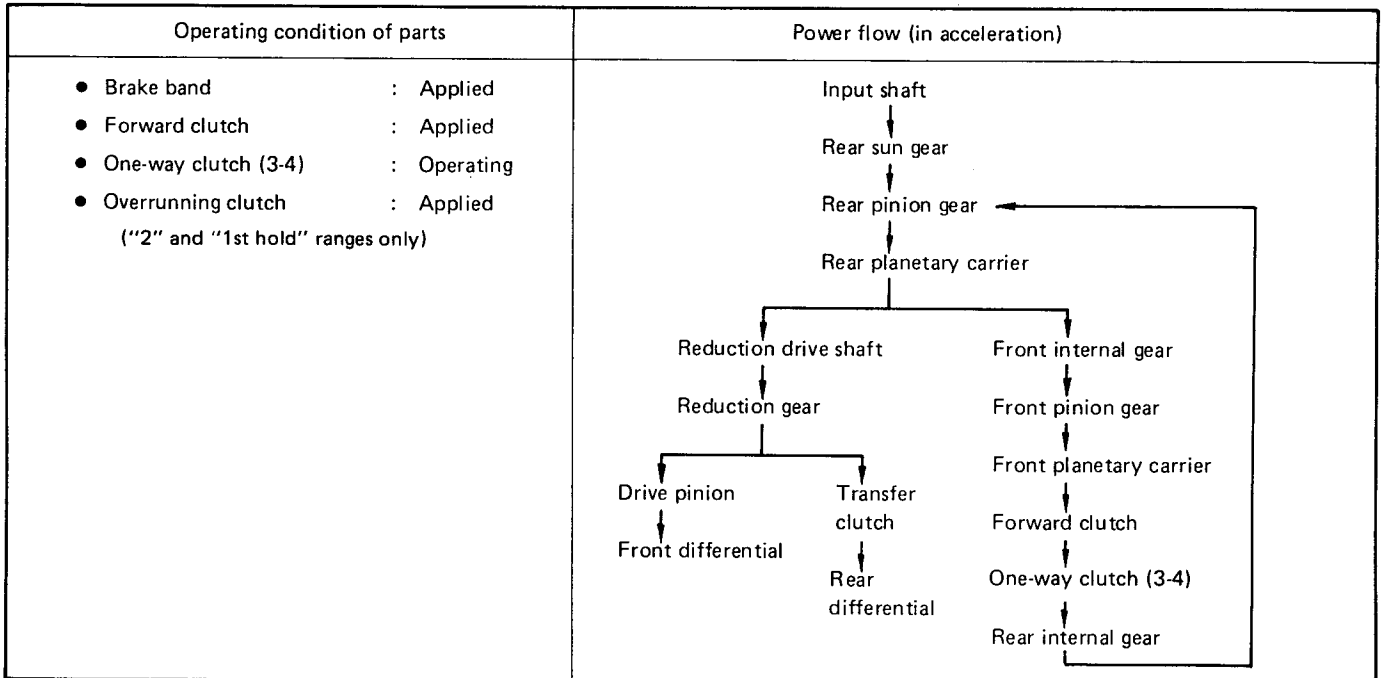 Operating condition of parts
Power flow (in acceleration)
● Brake band : Applied
● Forward clutch : Applied
● One-way clutch (3-4) : Operating
● Overrunning clutch : Applied
("2" and "1st hold" ranges only)
Input shaft
Rear sun gear
Rear pinion gear
Rear planetary carrier
Reduction drive shaft
Reduction gear
Drive pinion
Front differential
Transfer
clutch
Rear
differential
Front internal gear
Front pinion gear
Front planetary carrier
Forward clutch
One-way clutch (3-4)
Rear internal gear